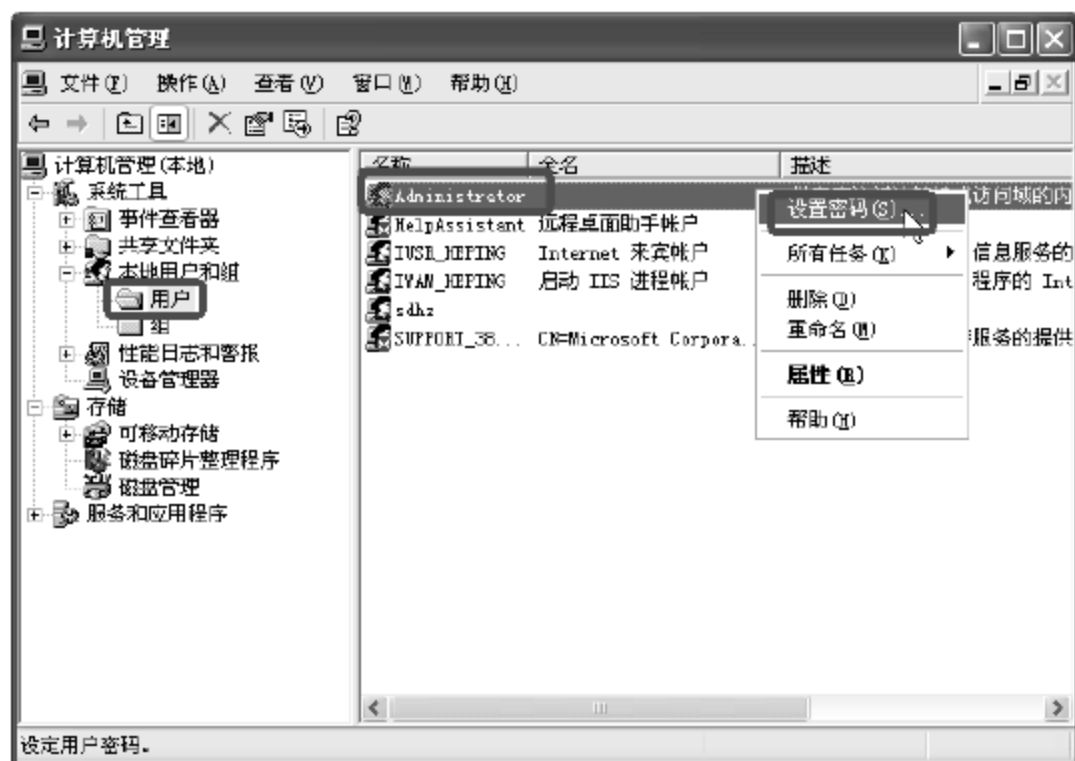 计算机管理
文件(F) 操作(A) 查看(V) 窗口(W) 帮助(H)
计算机管理(本地)
系统工具
事件查看器
共享文件夹
本地用户和组
用户
组
性能日志和警报
设备管理器
存储
可移动存储
磁盘碎片整理程序
磁盘管理
服务和应用程序
名称 全名 描述
Administrator 访问域的内
HelpAssistant 远程桌面助手帐户
IUSR_KEPING Internet 来宾帐户 信息服务的
IWAM_KEPING 启动 IIS 进程帐户 程序的 Int
sdhz
SUPPORT_38... CN=Microsoft Corpora... 服务的提供
设置密码(S)...
所有任务(K)
删除(D)
重命名(M)
属性(R)
帮助(H)
设定用户密码。